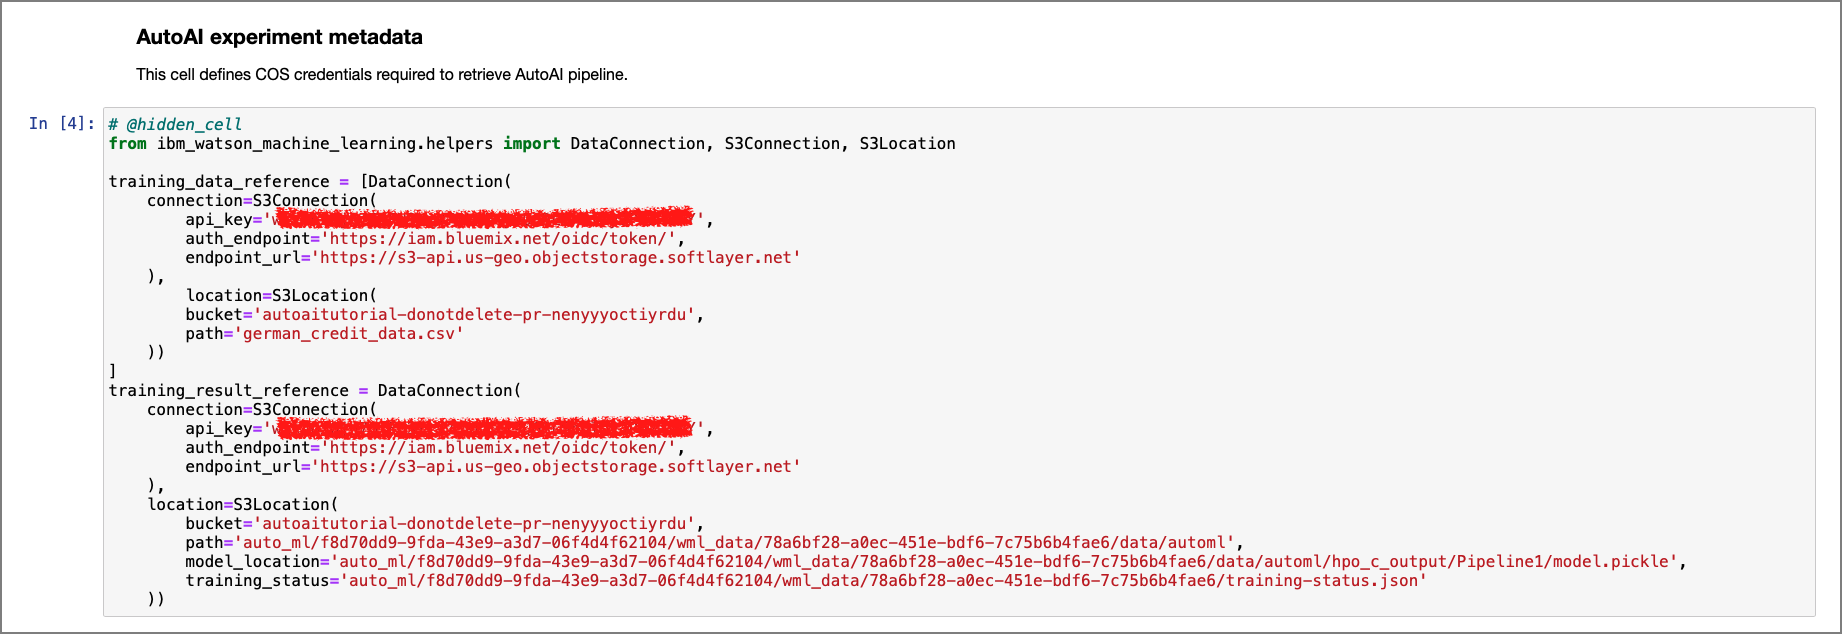 AutoAI experiment metadata
This cell defines COS credentials required to retrieve AutoAI pipeline.
In [4]: # @hidden_cell
from ibm_watson_machine_learning.helpers import DataConnection, S3Connection, S3Location
training_data_reference = [DataConnection(
connection=S3Connection(
api_key='
auth_endpoint='https://iam.bluemix.net/oidc/token/',
endpoint_url='https://s3-api.us-geo.objectstorage.softlayer.net'
),
location=S3Location(
bucket='autoaitutorial-donotdelete-pr-nenyyyoctiyrdu',
path='german_credit_data.csv'
))
]
training_result_reference = DataConnection(
connection=S3Connection(
api_key='
auth_endpoint='https://iam.bluemix.net/oidc/token/',
endpoint_url='https://s3-api.us-geo.objectstorage.softlayer.net'
),
location=S3Location(
bucket='autoaitutorial-donotdelete-pr-nenyyyoctiyrdu',
path='auto_ml/f8d70dd9-9fda-43e9-a3d7-06f4d4f62104/wml_data/78a6bf28-a0ec-451e-bdf6-7c75b6b4fae6/data/automl',
model_location='auto_ml/f8d70dd9-9fda-43e9-a3d7-06f4d4f62104/wml_data/78a6bf28-a0ec-451e-bdf6-7c75b6b4fae6/data/automl/hpo_c_output/Pipeline1/model.pickle',
training_status='auto_ml/f8d70dd9-9fda-43e9-a3d7-06f4d4f62104/wml_data/78a6bf28-a0ec-451e-bdf6-7c75b6b4fae6/training-status.json'
))